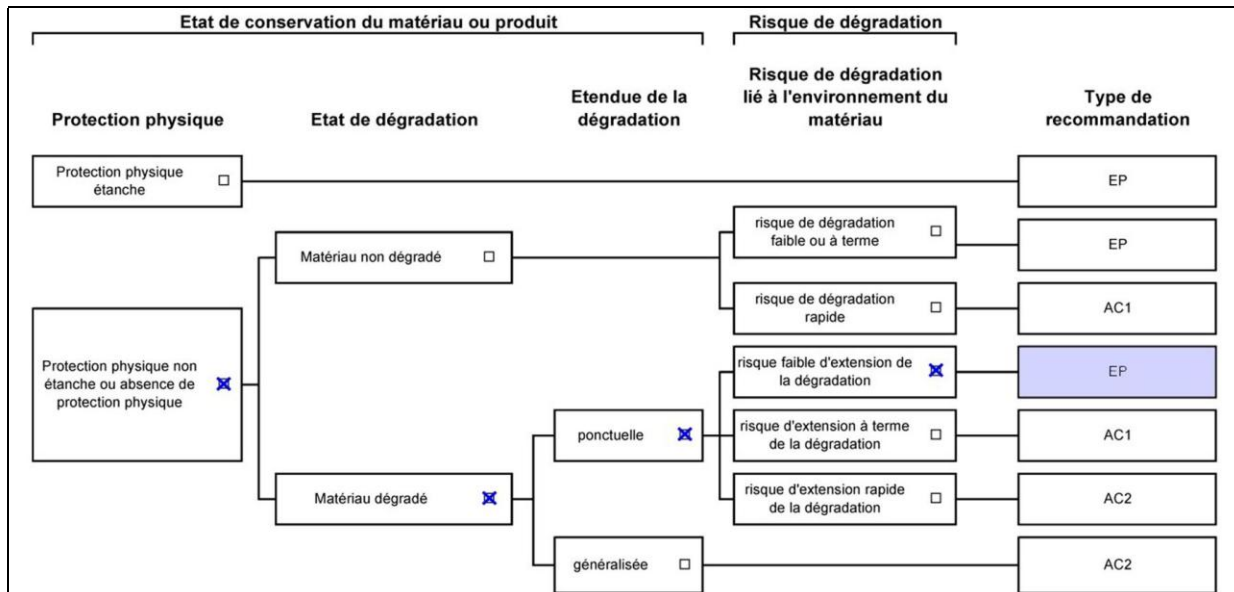 Etat de conservation du matériau ou produit
Risque de dégradation
Protection physique
Etat de dégradation
Etendue de la
dégradation
Risque de dégradation
lié à l'environnement du
matériau
Type de
recommandation
Protection physique
étanche
EP
Matériau non dégradé
risque de dégradation
faible ou à terme
EP
risque de dégradation
rapide
AC1
Protection physique non
étanche ou absence de
protection physique
risque faible d'extension de
la dégradation
EP
ponctuelle
risque d'extension à terme
de la dégradation
AC1
Matériau dégradé
risque d'extension rapide
de la dégradation
AC2
généralisée
AC2